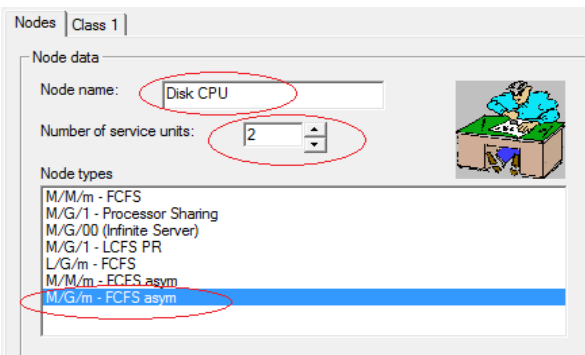 Nodes Class 1
Node data
Node name: Disk CPU
Number of service units: 2
Node types
M/M/m - FCFS
M/G/1 - Processor Sharing
M/G/00 (Infinite Server)
M/G/1 - LCFS PR
L/G/m - FCFS
M/M/m - FCFS asym
M/G/m - FCFS asym